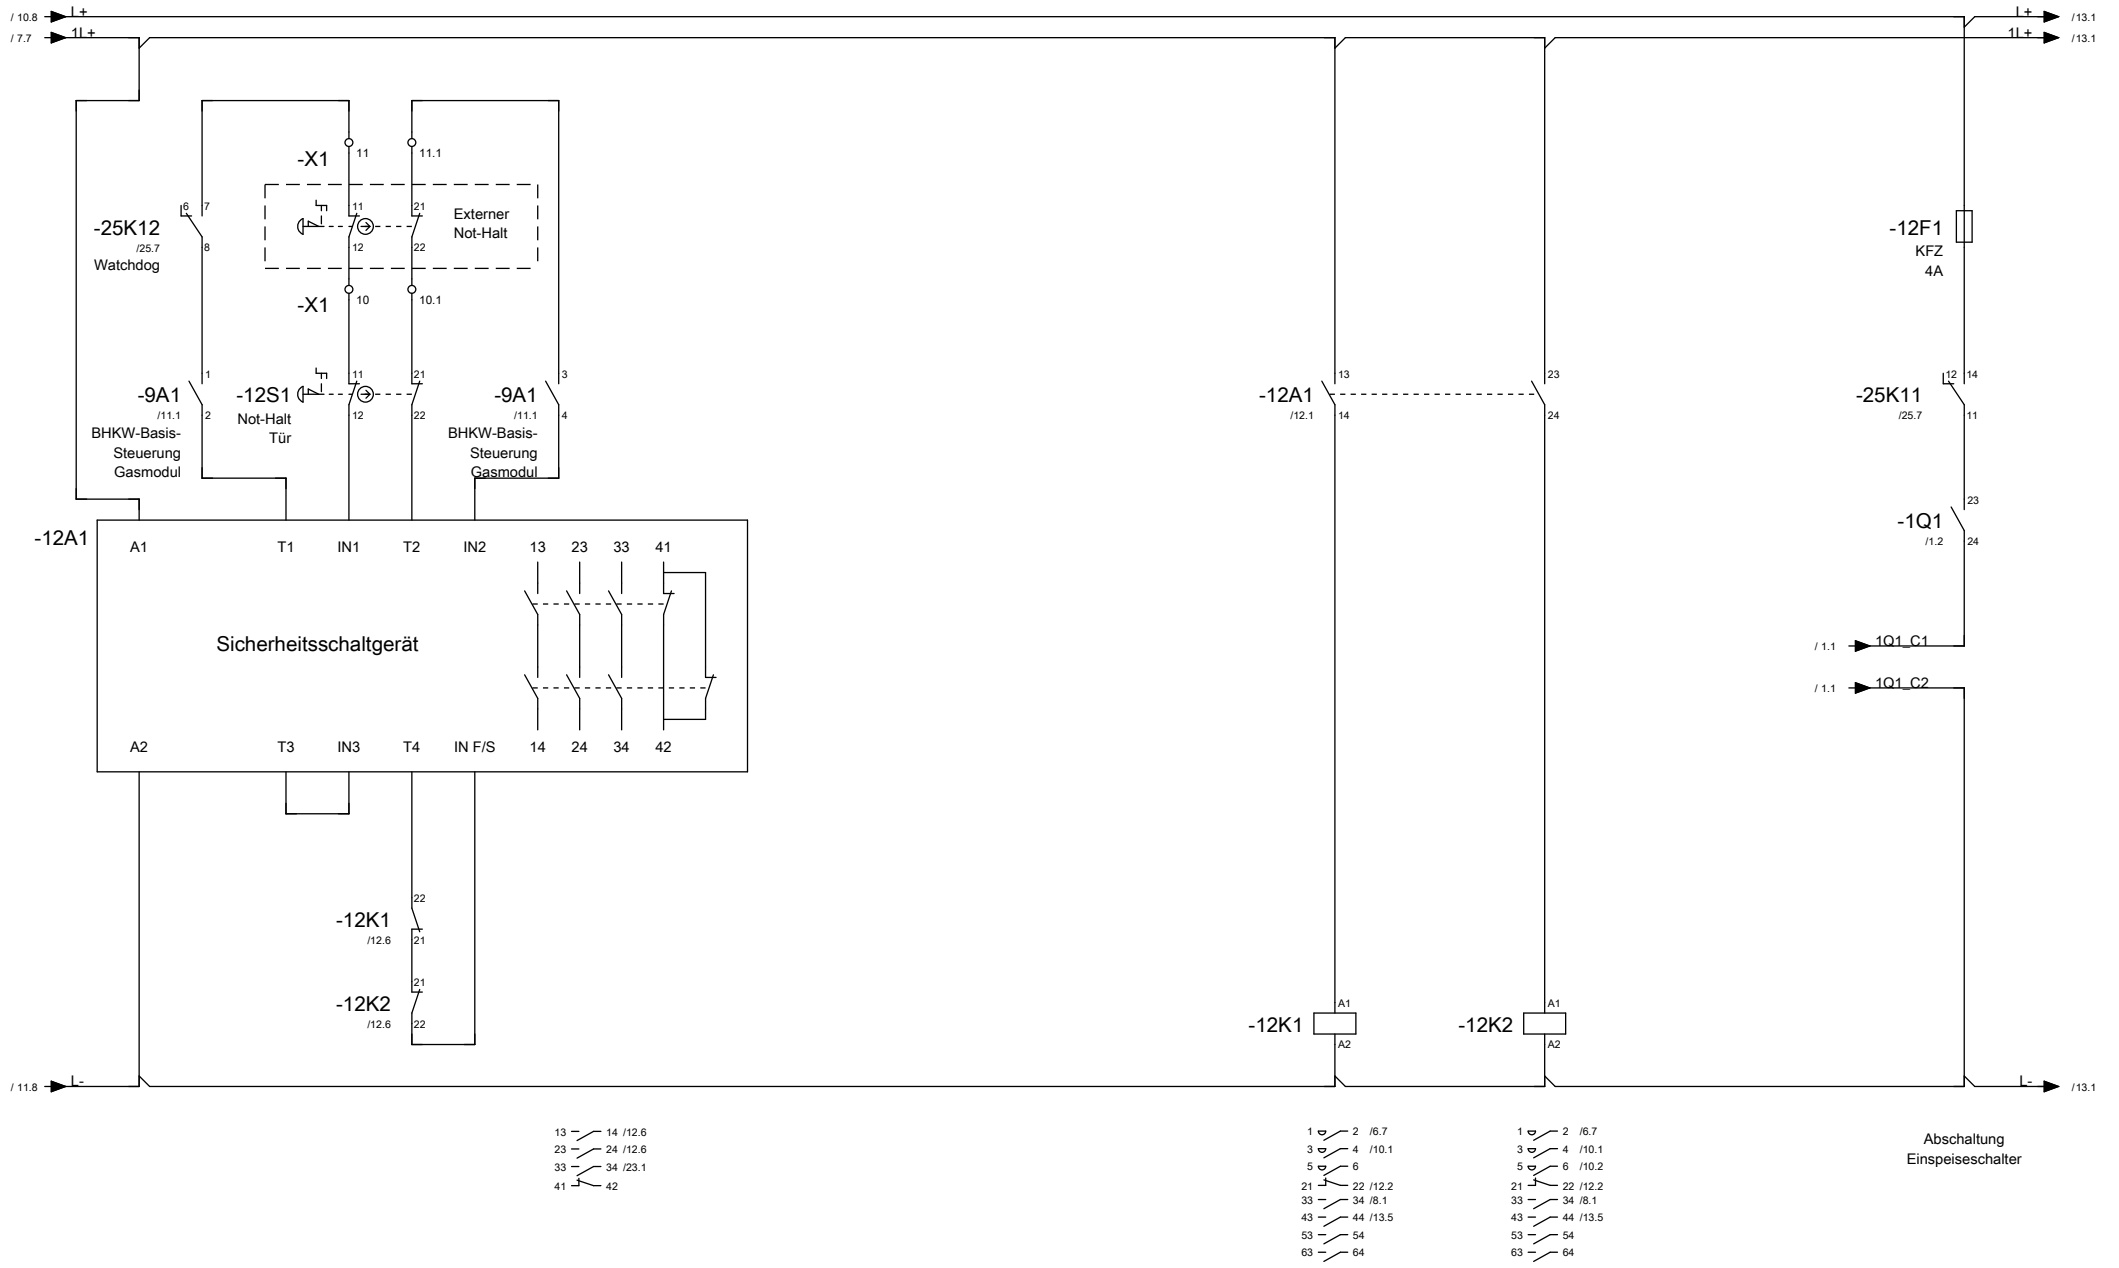 / 10.8 L+ L+ /13.1
/ 7.7 1L+ 1L+ /13.1
-X1 11 11.1
-25K12 6 7 8
/25.7
Watchdog
11 12 21 22
Externer
Not-Halt
-X1 10 10.1
-9A1 1 2
/11.1
BHKW-Basis-
Steuerung
Gasmodul
-12S1 11 12 21 22
Not-Halt
Tür
-9A1 3 4
/11.1
BHKW-Basis-
Steuerung
Gasmodul
-12A1 13 14 23 24
/12.1
-12F1
KFZ
4A
-25K11 12 14 11
/25.7
-1Q1 23 24
/1.2
/ 1.1 1Q1_C1
/ 1.1 1Q1_C2
-12A1
A1 T1 IN1 T2 IN2 13 23 33 41
Sicherheitsschaltgerät
A2 T3 IN3 T4 IN F/S 14 24 34 42
-12K1 22 21
/12.6
-12K2 21 22
/12.6
-12K1 A1 A2
-12K2 A1 A2
/ 11.8 L- L- /13.1
13 14 /12.6
23 24 /12.6
33 34 /23.1
41 42
1 2 /6.7
3 4 /10.1
5 6
21 22 /12.2
33 34 /8.1
43 44 /13.5
53 54
63 64
1 2 /6.7
3 4 /10.1
5 6 /10.2
21 22 /12.2
33 34 /8.1
43 44 /13.5
53 54
63 64
Abschaltung
Einspeiseschalter